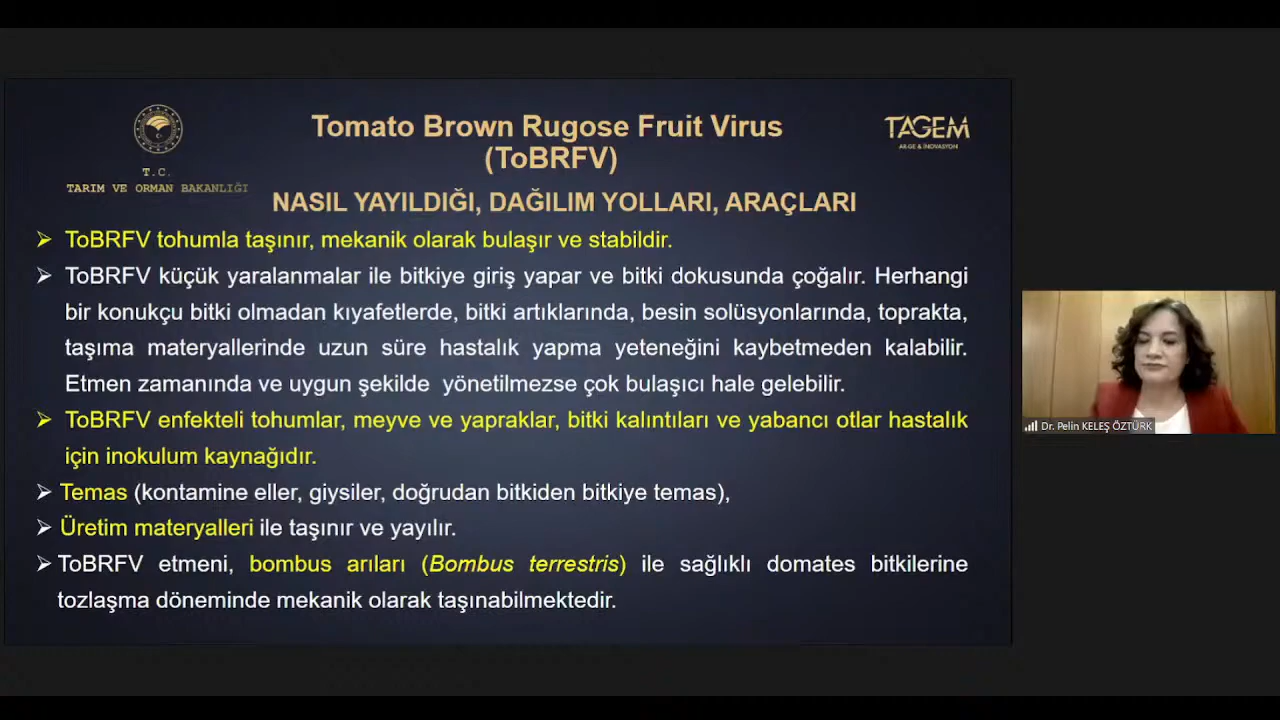 T.C.
TARIM VE ORMAN BAKANLIĞI
Tomato Brown Rugose Fruit Virus
(ToBRFV)
TAGEM
AR-GE & İNOVASYON
NASIL YAYILDIĞI, DAĞILIM YOLLARI, ARAÇLARI
➢ ToBRFV tohumla taşınır, mekanik olarak bulaşır ve stabildir.
➢ ToBRFV küçük yaralanmalar ile bitkiye giriş yapar ve bitki dokusunda çoğalır. Herhangi
bir konukçu bitki olmadan kıyafetlerde, bitki artıklarında, besin solüsyonlarında, toprakta,
taşıma materyallerinde uzun süre hastalık yapma yeteneğini kaybetmeden kalabilir.
Etmen zamanında ve uygun şekilde yönetilmezse çok bulaşıcı hale gelebilir.
➢ ToBRFV enfekteli tohumlar, meyve ve yapraklar, bitki kalıntıları ve yabancı otlar hastalık
için inokulum kaynağıdır.
➢ Temas (kontamine eller, giysiler, doğrudan bitkiden bitkiye temas),
➢ Üretim materyalleri ile taşınır ve yayılır.
➢ ToBRFV etmeni, bombus arıları (Bombus terrestris) ile sağlıklı domates bitkilerine
tozlaşma döneminde mekanik olarak taşınabilmektedir.
Dr. Pelin KELEŞ ÖZTÜRK